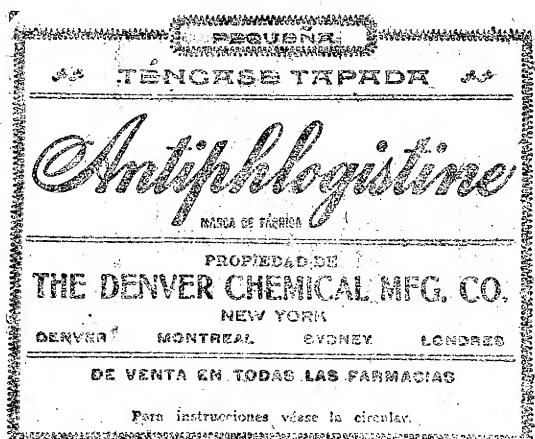 PEQUEÑA
TÉNGASE TAPADA
Antiphlogistine
MARCA DE FÁBRICA
PROPIEDAD DE
THE DENVER CHEMICAL MFG. CO.
NEW YORK
DENVER MONTREAL SYDNEY LONDRES
DE VENTA EN TODAS LAS FARMACIAS
Para instrucciones véase la circular.